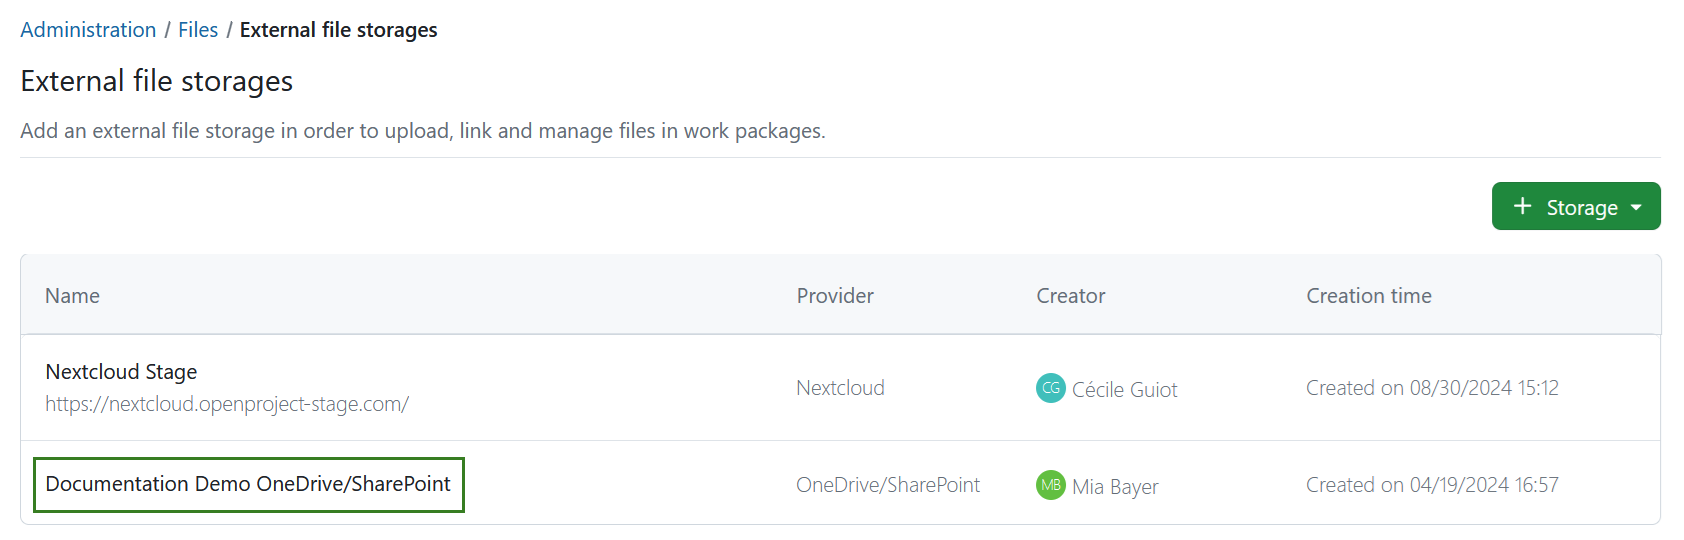 Administration / Files / External file storages
External file storages
Add an external file storage in order to upload, link and manage files in work packages.
+ Storage
Name Provider Creator Creation time
Nextcloud Stage
https://nextcloud.openproject-stage.com/
Nextcloud CG Cécile Guiot Created on 08/30/2024 15:12
Documentation Demo OneDrive/SharePoint OneDrive/SharePoint MB Mia Bayer Created on 04/19/2024 16:57